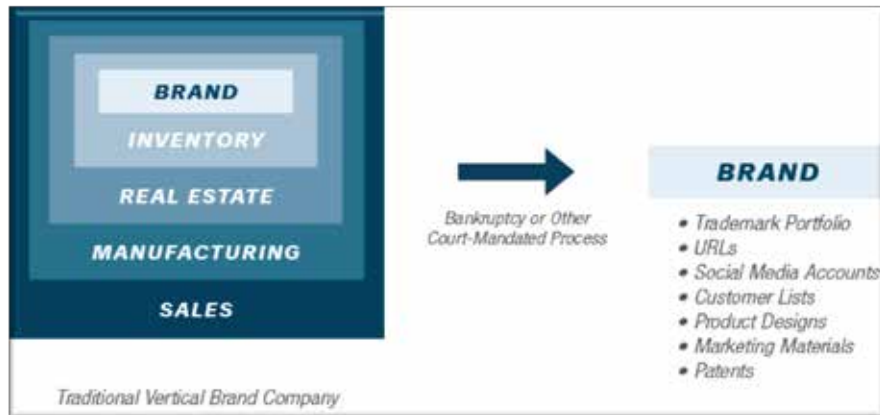 BRAND
INVENTORY
REAL ESTATE
MANUFACTURING
SALES
Traditional Vertical Brand Company
Bankruptcy or Other
Court-Mandated Process
BRAND
• Trademark Portfolio
• URLs
• Social Media Accounts
• Customer Lists
• Product Designs
• Marketing Materials
• Patents